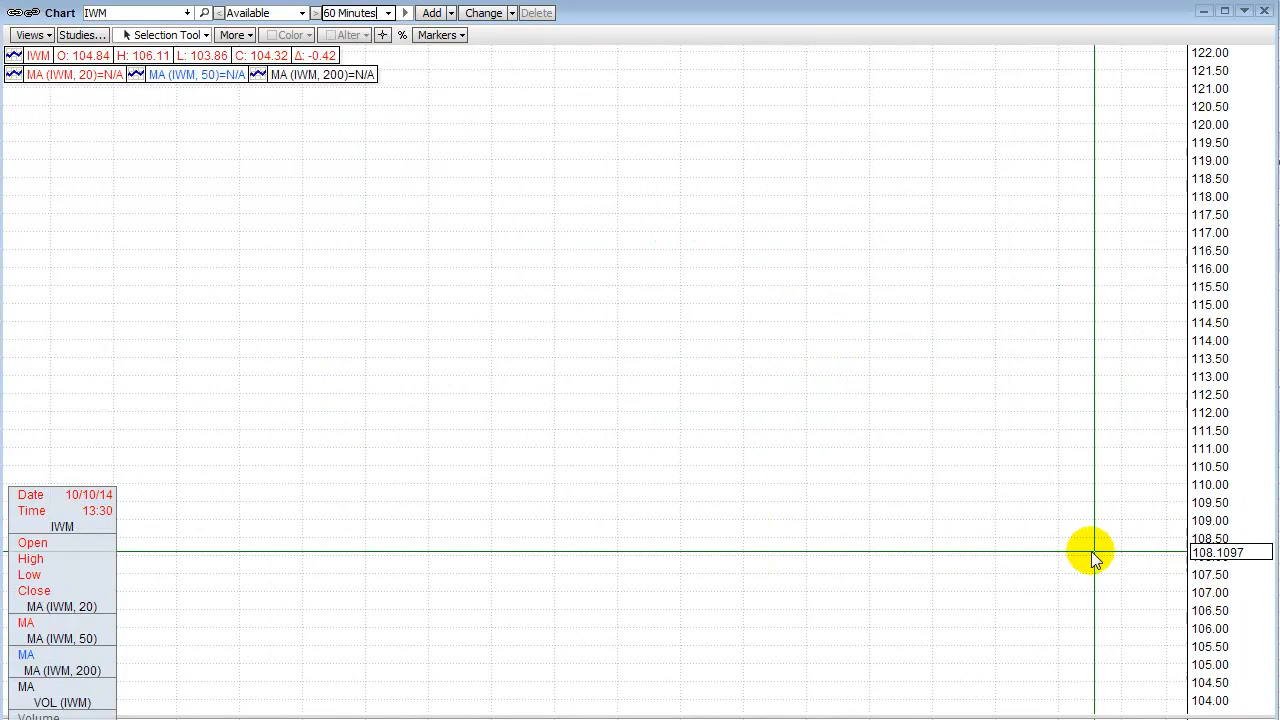 Chart IWM < Available > 60 Minutes Add Change Delete
Views Studies... Selection Tool More Color Alter % Markers
IWM O: 104.84 H: 106.11 L: 103.86 C: 104.32 Δ: -0.42
MA (IWM, 20)=N/A MA (IWM, 50)=N/A MA (IWM, 200)=N/A
122.00
121.50
121.00
120.50
120.00
119.50
119.00
118.50
118.00
117.50
117.00
116.50
116.00
115.50
115.00
114.50
114.00
113.50
113.00
112.50
112.00
111.50
111.00
110.50
110.00
109.50
109.00
108.50
108.1097
107.50
107.00
106.50
106.00
105.50
105.00
104.50
104.00
Date 10/10/14
Time 13:30
IWM
Open
High
Low
Close
MA (IWM, 20)
MA
MA (IWM, 50)
MA
MA (IWM, 200)
MA
VOL (IWM)
Volume